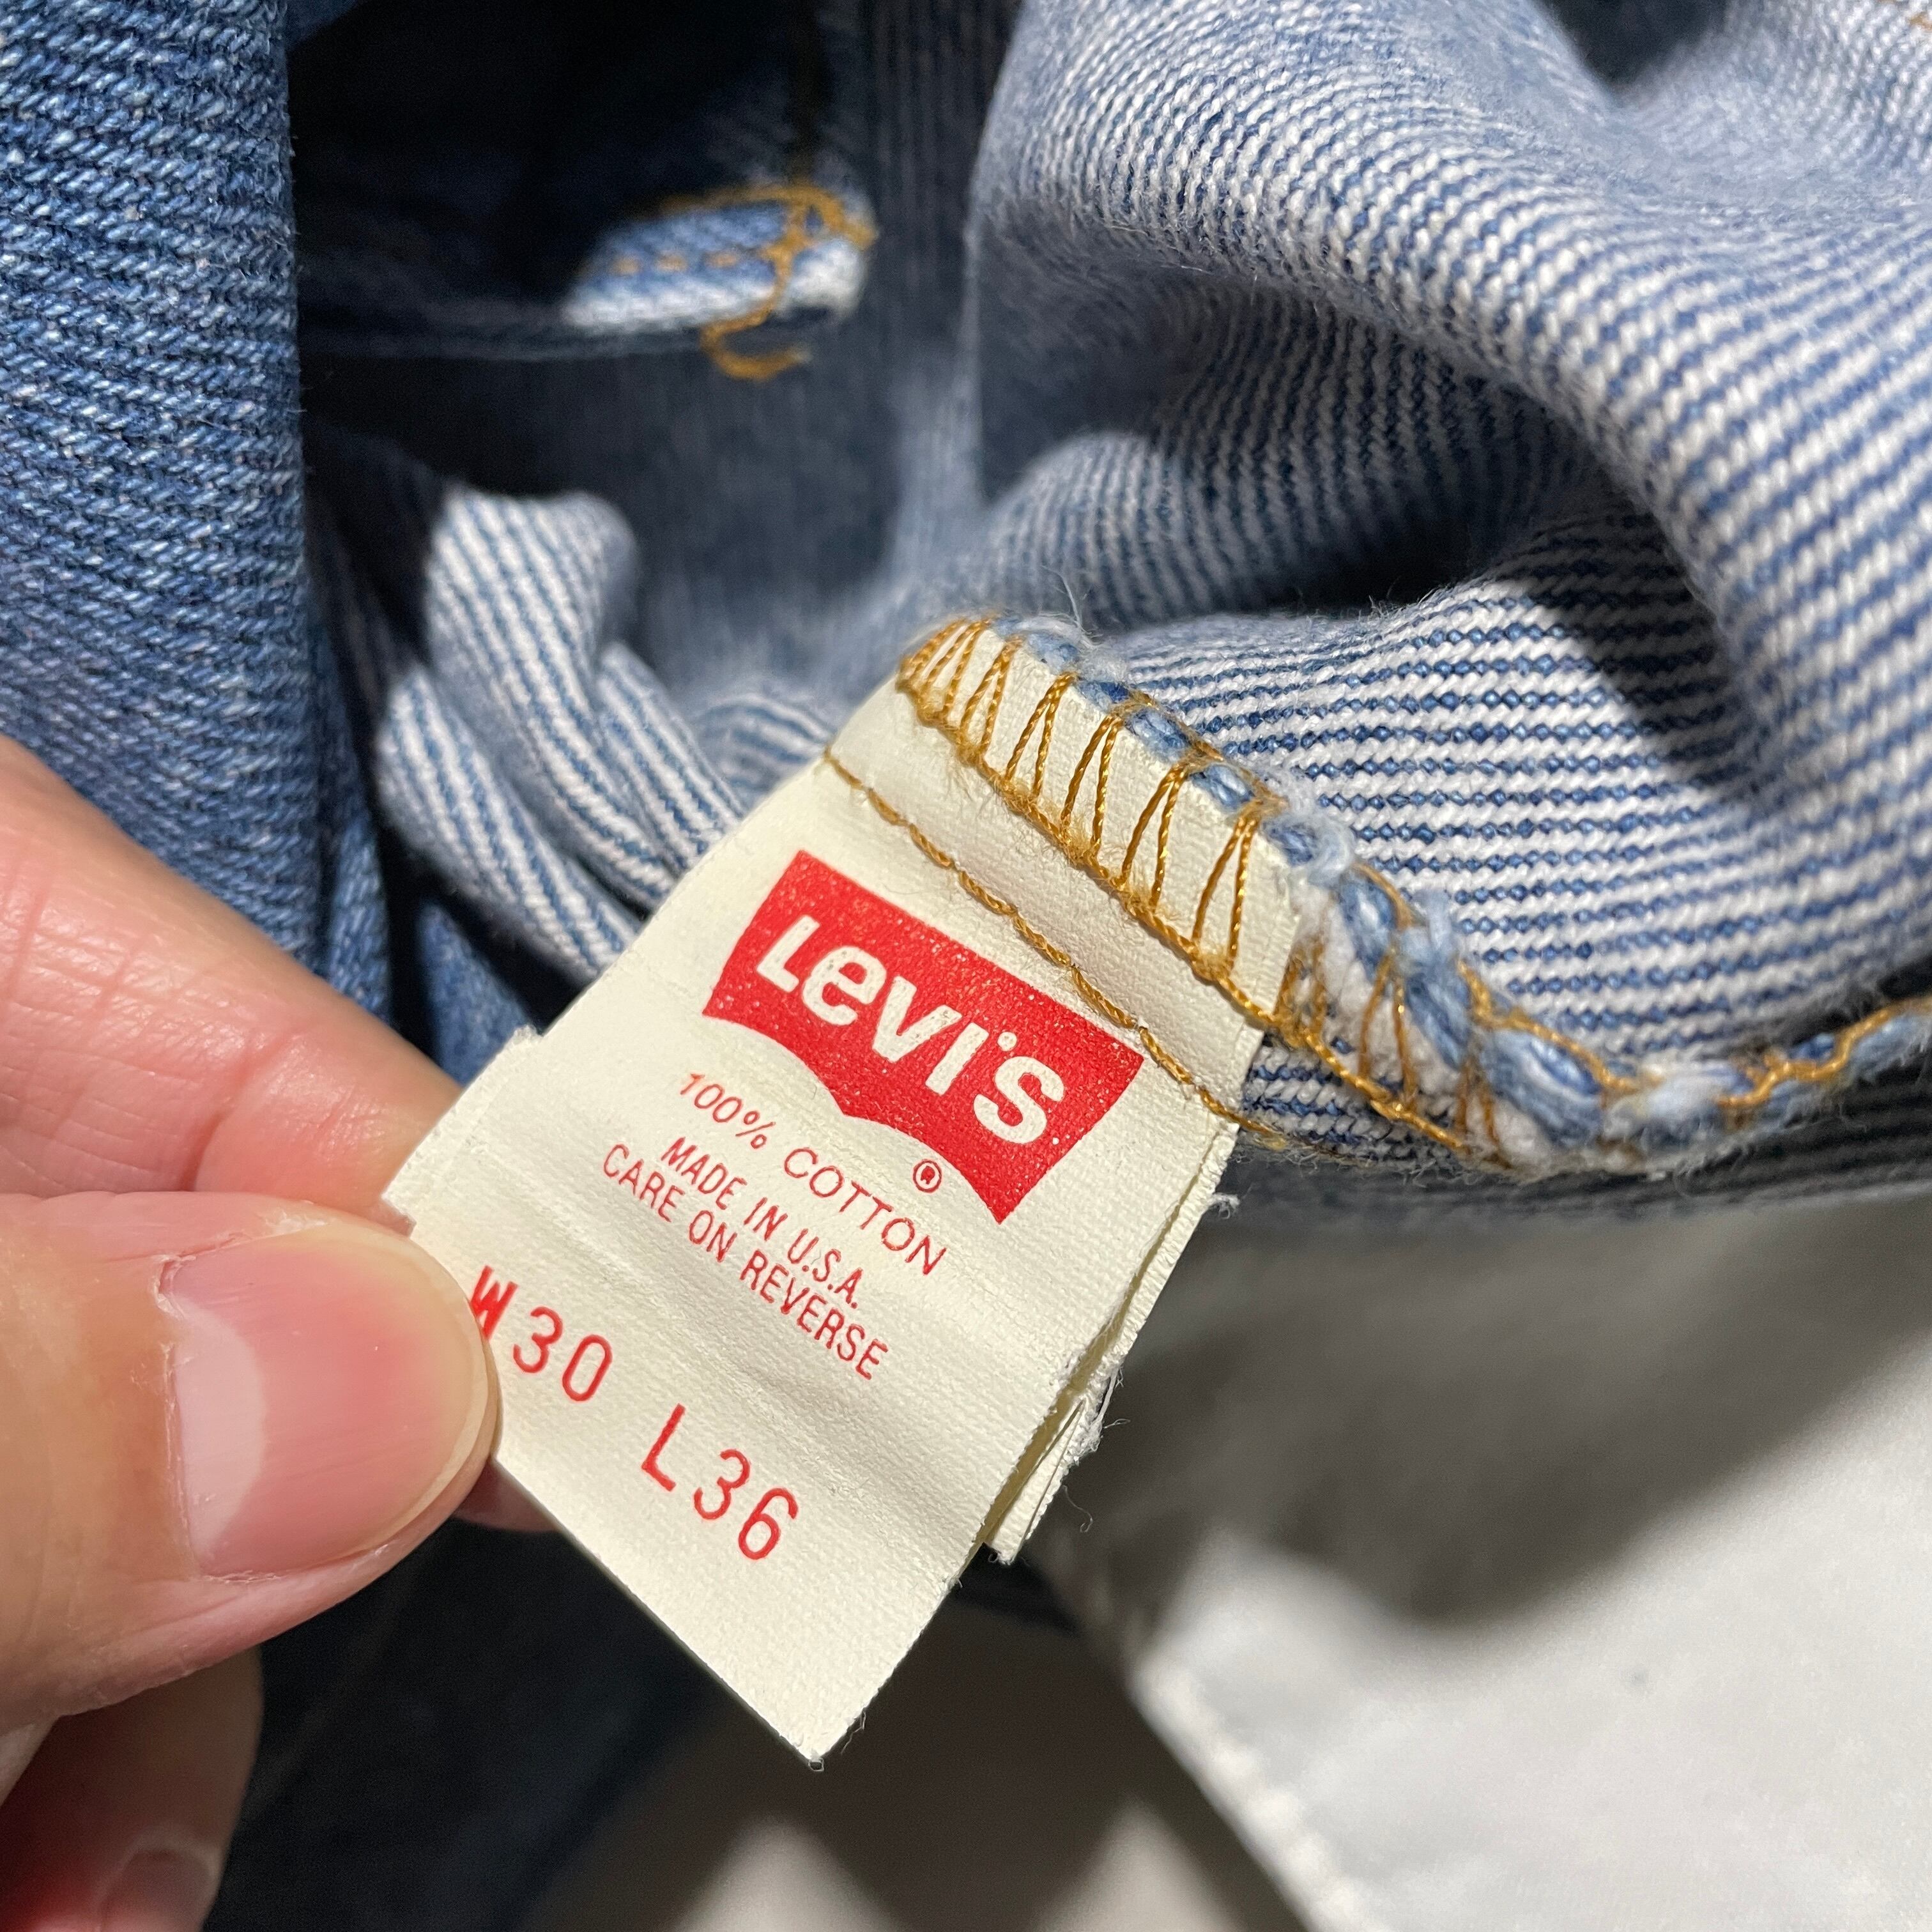 Levi's
®
100% COTTON
MADE IN U.S.A.
CARE ON REVERSE
W30 L36